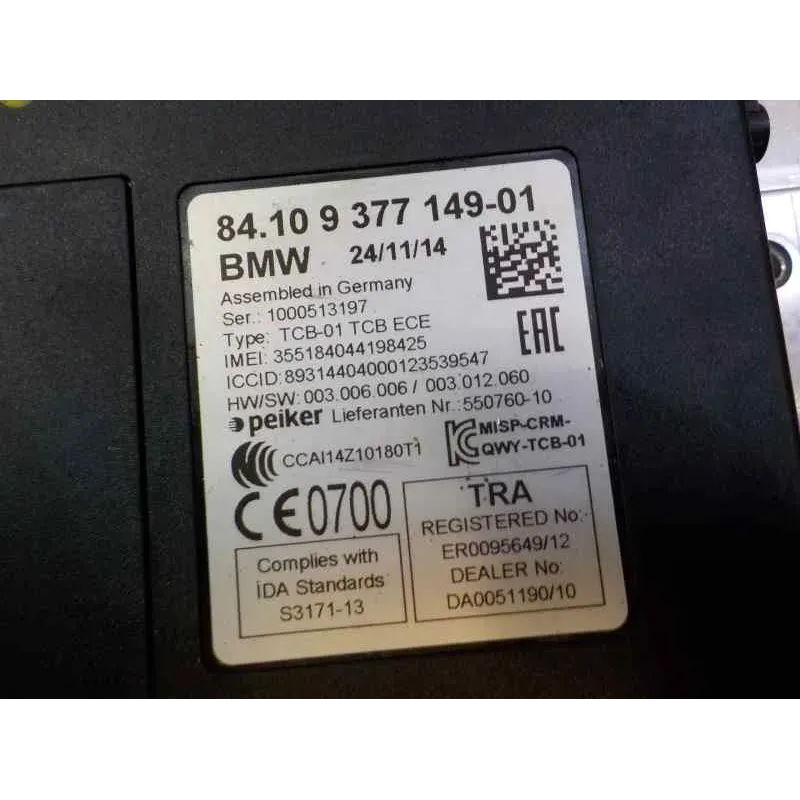 84.10 9 377 149-01
BMW 24/11/14
Assembled in Germany
Ser.: 1000513197
Type: TCB-01 TCB ECE
IMEI: 355184044198425
ICCID:89314404000123539547
HW/SW: 003.006.006 / 003.012.060
peiker Lieferanten Nr.:550760-10
CCAI14Z10180T1
MISP-CRM-
QWY-TCB-01
EAC
CE0700
Complies with
IDA Standards
S3171-13
TRA
REGISTERED No:
ER0095649/12
DEALER No:
DA0051190/10